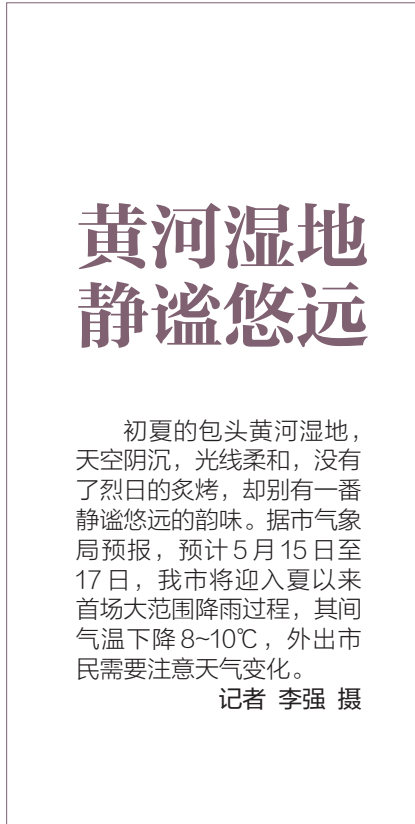 黄河湿地
静谧悠远
初夏的包头黄河湿地，
天空阴沉，光线柔和，没有
了烈日的炙烤，却别有一番
静谧悠远的韵味。据市气象
局预报，预计5月15日至
17日，我市将迎入夏以来
首场大范围降雨过程，其间
气温下降8~10℃，外出市
民需要注意天气变化。
记者 李强 摄